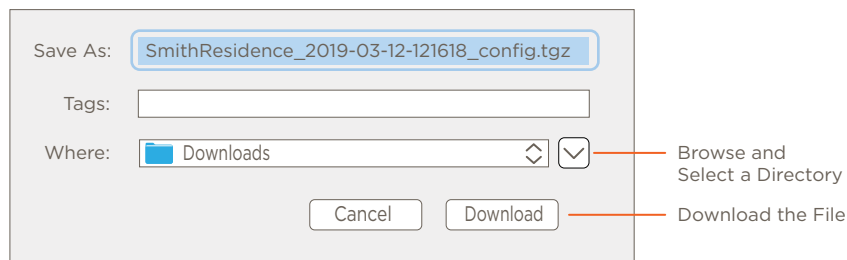 Save As: SmithResidence_2019-03-12-121618_config.tgz
Tags:
Where: Downloads
Browse and
Select a Directory
Cancel Download
Download the File